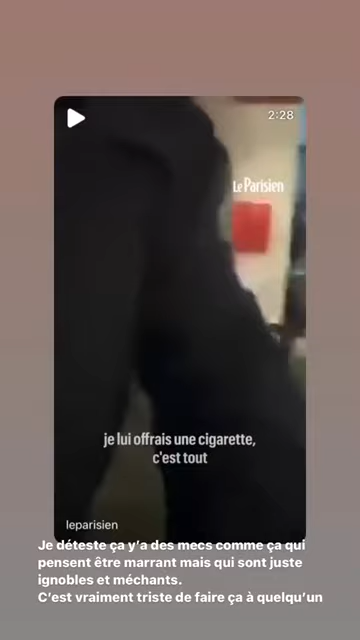 2:28
Le Parisien
je lui offrais une cigarette,
c'est tout
leparisien
Je déteste ça y'a des mecs comme ça qui
pensent être marrant mais qui sont juste
ignobles et méchants.
C'est vraiment triste de faire ça à quelqu'un